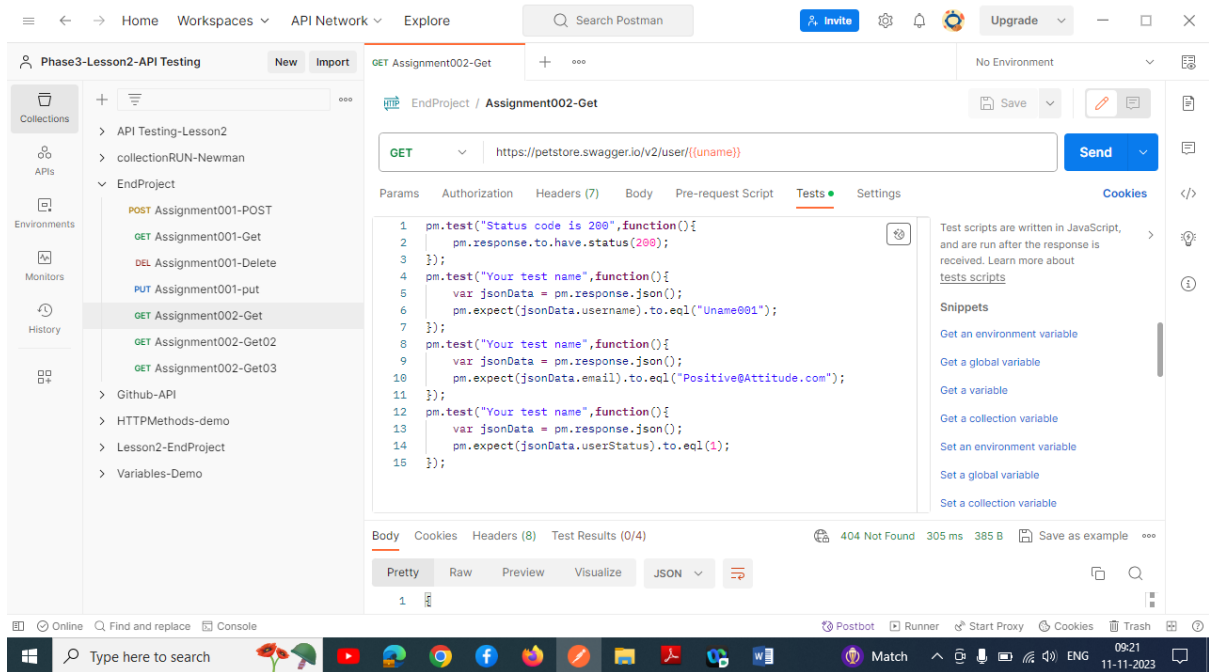 Home Workspaces API Network Explore Search Postman Invite Upgrade
Phase3-Lesson2-API Testing New Import GET Assignment002-Get No Environment
Collections
APIs
Environments
Monitors
History
API Testing-Lesson2
collectionRUN-Newman
EndProject
POST Assignment001-POST
GET Assignment001-Get
DEL Assignment001-Delete
PUT Assignment001-put
GET Assignment002-Get
GET Assignment002-Get02
GET Assignment002-Get03
Github-API
HTTPMethods-demo
Lesson2-EndProject
Variables-Demo
HTTP EndProject / Assignment002-Get Save
GET https://petstore.swagger.io/v2/user/{{uname}} Send
Params Authorization Headers (7) Body Pre-request Script Tests Settings Cookies
1 pm.test("Status code is 200",function(){
2 pm.response.to.have.status(200);
3 });
4 pm.test("Your test name",function(){
5 var jsonData = pm.response.json();
6 pm.expect(jsonData.username).to.eql("Uname001");
7 });
8 pm.test("Your test name",function(){
9 var jsonData = pm.response.json();
10 pm.expect(jsonData.email).to.eql("Positive@Attitude.com");
11 });
12 pm.test("Your test name",function(){
13 var jsonData = pm.response.json();
14 pm.expect(jsonData.userStatus).to.eql(1);
15 });
Test scripts are written in JavaScript,
and are run after the response is
received. Learn more about
tests scripts
Snippets
Get an environment variable
Get a global variable
Get a variable
Get a collection variable
Set an environment variable
Set a global variable
Set a collection variable
Body Cookies Headers (8) Test Results (0/4) 404 Not Found 305 ms 385 B Save as example
Pretty Raw Preview Visualize JSON
1 {
Online Find and replace Console Postbot Runner Start Proxy Cookies Trash
Type here to search Match ENG 09:21
11-11-2023